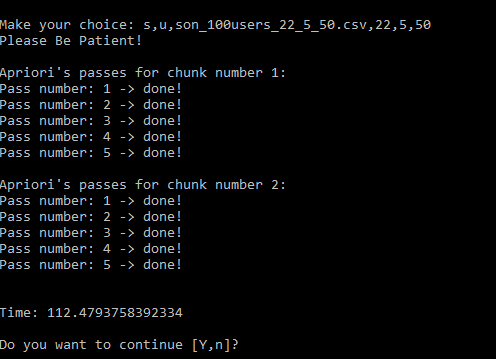 Make your choice: s,u,son_100users_22_5_50.csv,22,5,50
Please Be Patient!
Apriori's passes for chunk number 1:
Pass number: 1 -> done!
Pass number: 2 -> done!
Pass number: 3 -> done!
Pass number: 4 -> done!
Pass number: 5 -> done!
Apriori's passes for chunk number 2:
Pass number: 1 -> done!
Pass number: 2 -> done!
Pass number: 3 -> done!
Pass number: 4 -> done!
Pass number: 5 -> done!
Time: 112.4793758392334
Do you want to continue [Y,n]?